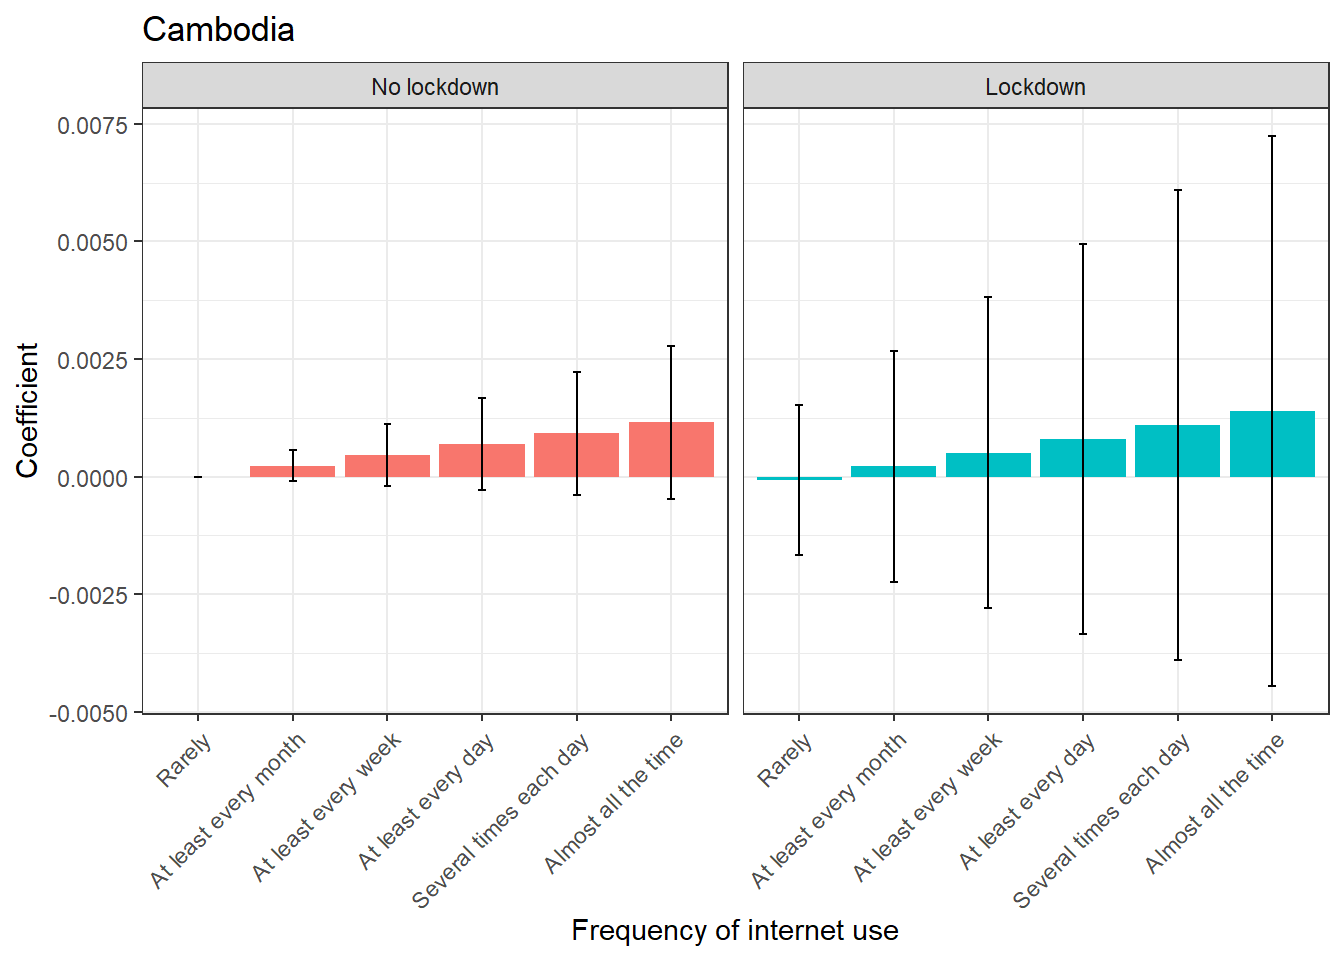 Cambodia
No lockdown
Lockdown
Coefficient
0.0075
0.0050
0.0025
0.0000
-0.0025
-0.0050
Rarely
At least every month
At least every week
At least every day
Several times each day
Almost all the time
Rarely
At least every month
At least every week
At least every day
Several times each day
Almost all the time
Frequency of internet use